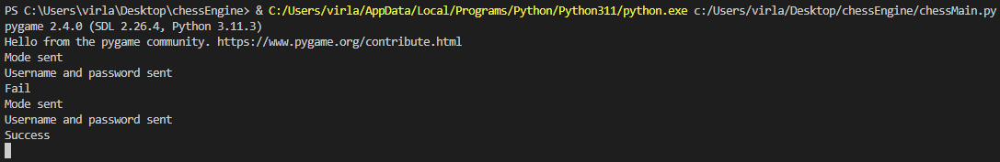 PS C:\Users\virla\Desktop\chessEngine> & C:/Users/virla/AppData/Local/Programs/Python/Python311/python.exe c:/Users/virla/Desktop/chessEngine/chessMain.py
pygame 2.4.0 (SDL 2.26.4, Python 3.11.3)
Hello from the pygame community. https://www.pygame.org/contribute.html
Mode sent
Username and password sent
Fail
Mode sent
Username and password sent
Success